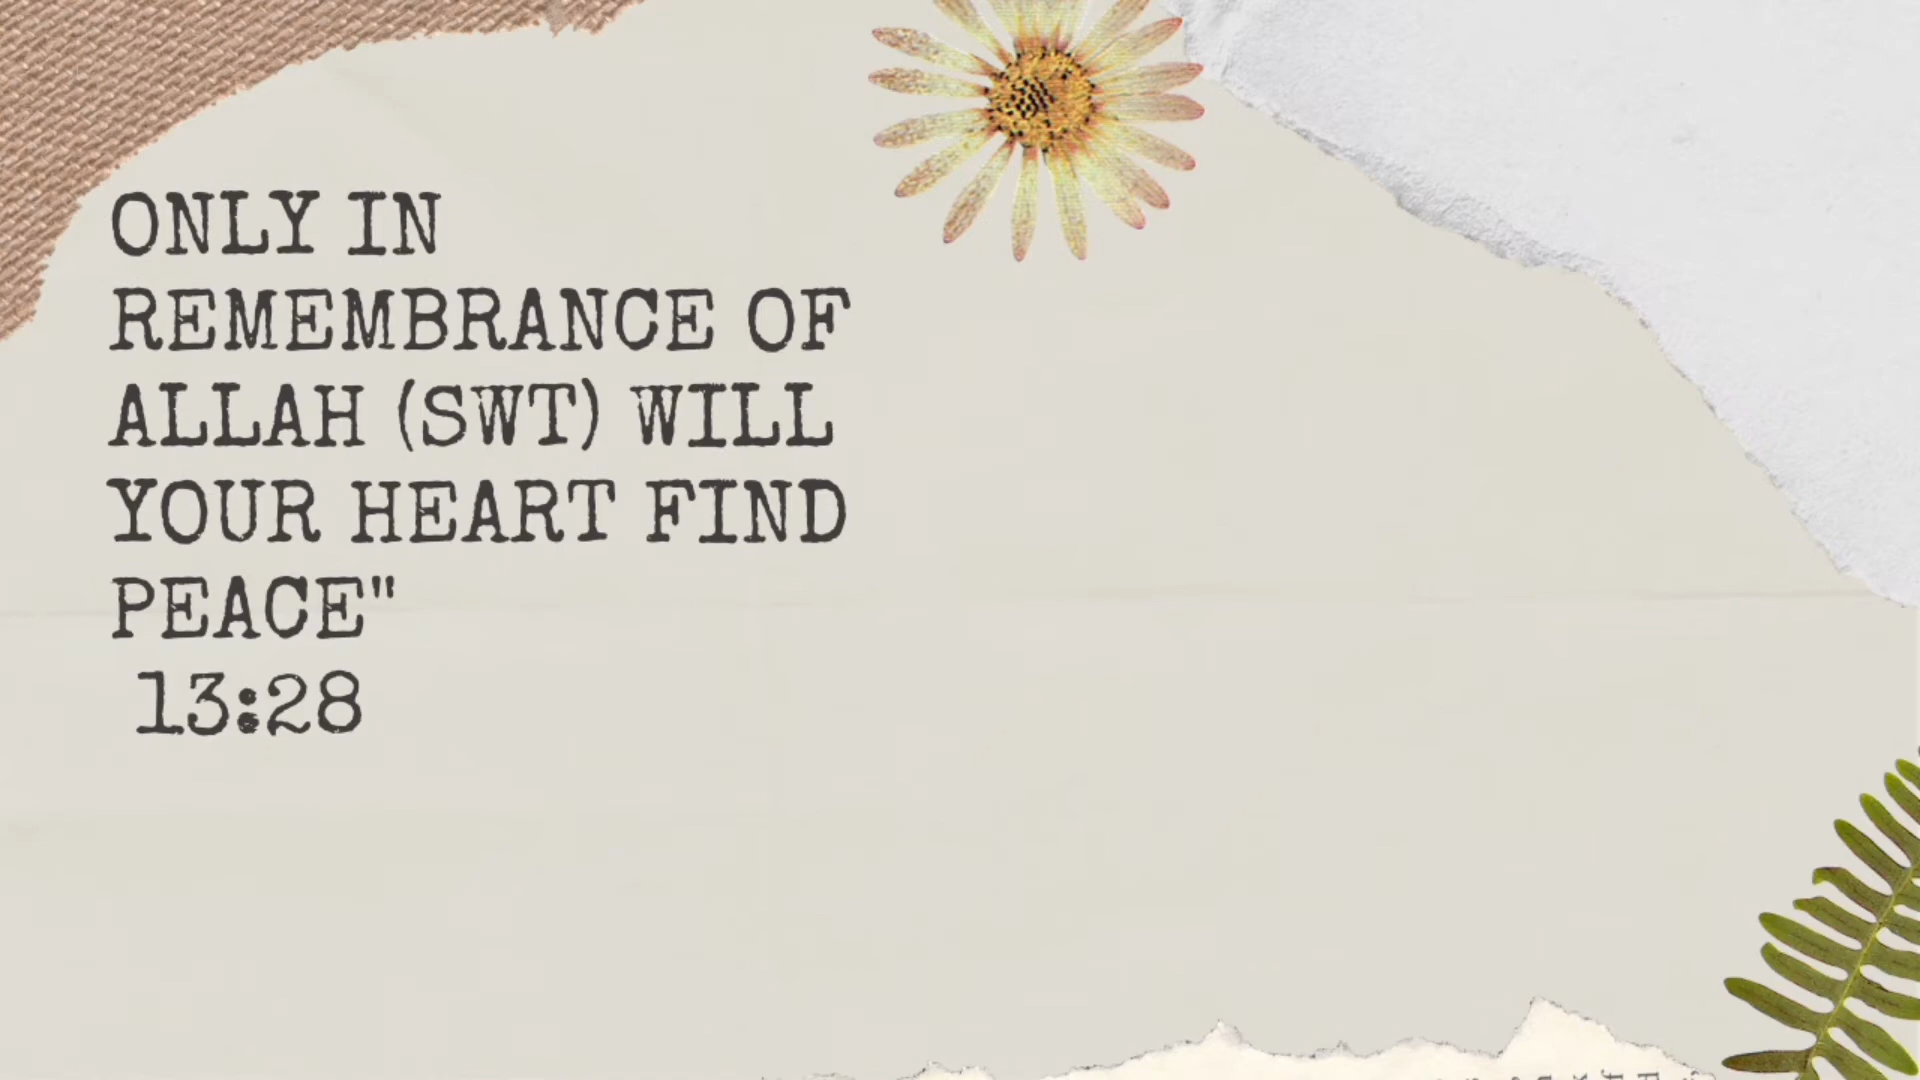 ONLY IN
REMEMBRANCE OF
ALLAH (SWT) WILL
YOUR HEART FIND
PEACE"
13:28